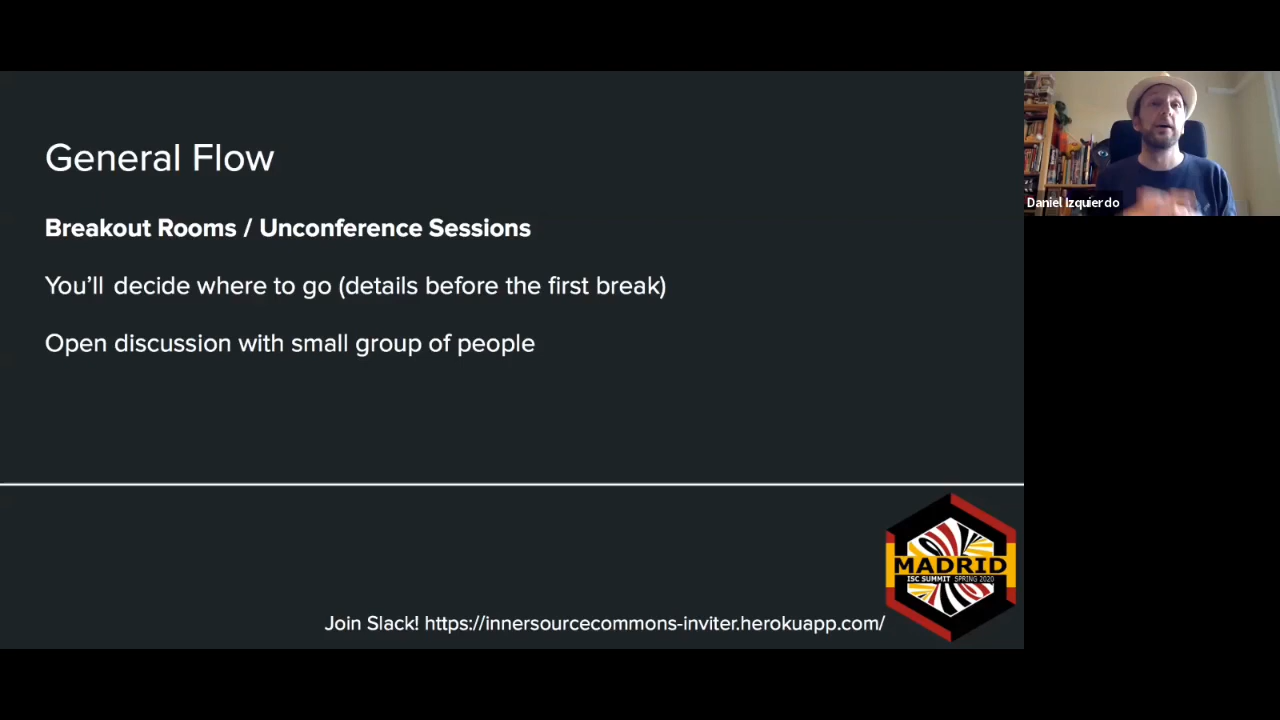 General Flow
Breakout Rooms / Unconference Sessions
You’ll decide where to go (details before the first break)
Open discussion with small group of people
Daniel Izquierdo
MADRID
ISC SUMMIT SPRING 2020
Join Slack! https://innersourcecommons-inviter.herokuapp.com/